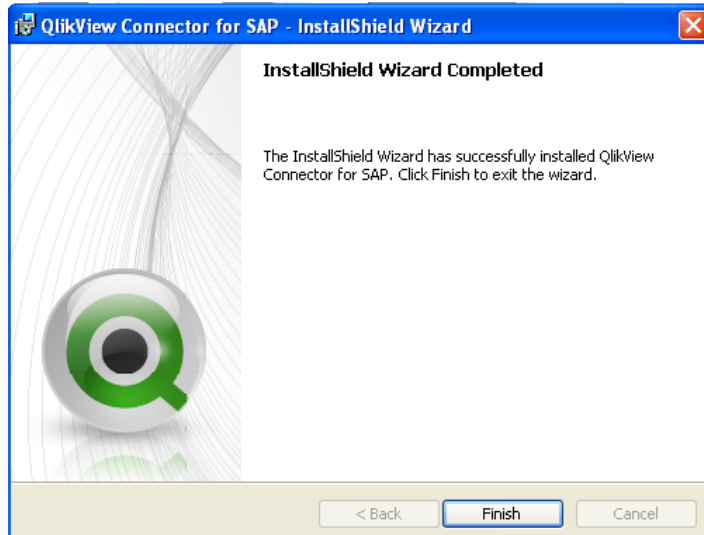 QlikView Connector for SAP - InstallShield Wizard
InstallShield Wizard Completed
The InstallShield Wizard has successfully installed QlikView
Connector for SAP. Click Finish to exit the wizard.
< Back Finish Cancel